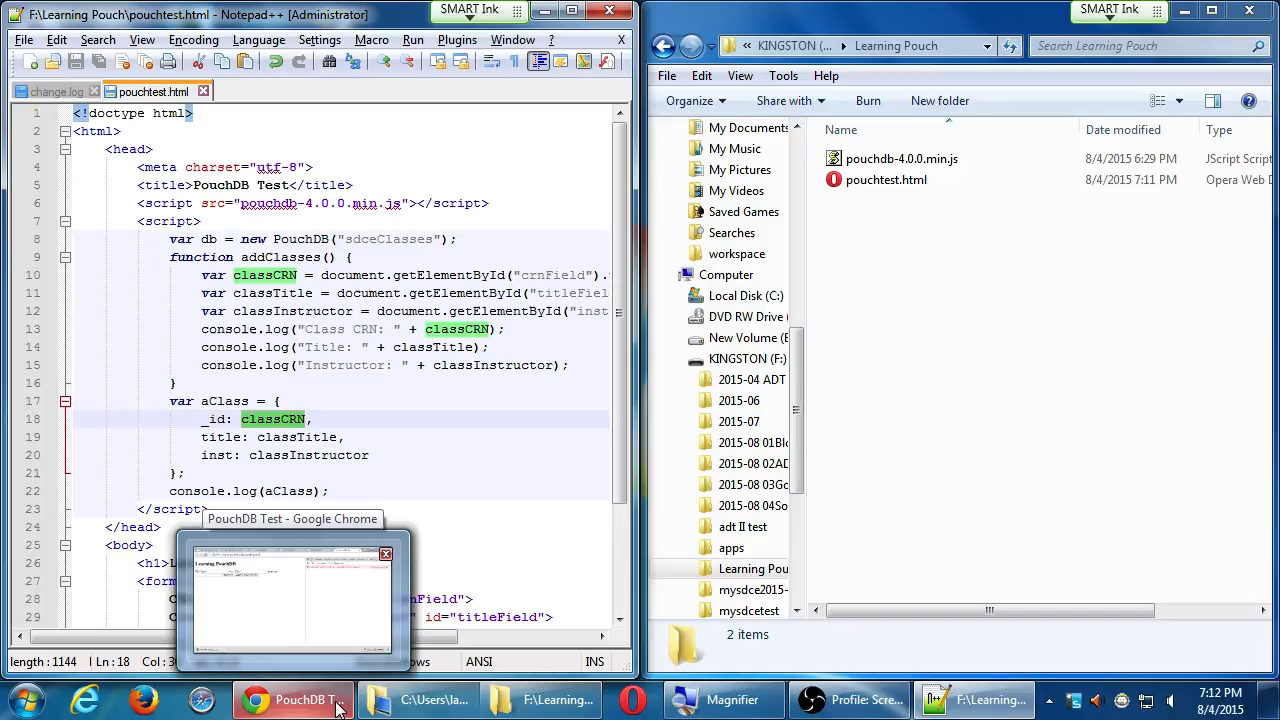 F:\Learning Pouch\pouchtest.html - Notepad++ [Administrator]
SMART Ink
File Edit Search View Encoding Language Settings Macro Run Plugins Window ? X
change.log pouchtest.html
1 <!doctype html>
2 <html>
3 <head>
4 <meta charset="utf-8">
5 <title>PouchDB Test</title>
6 <script src="pouchdb-4.0.0.min.js"></script>
7 <script>
8 var db = new PouchDB("sdceClasses");
9 function addClasses() {
10 var classCRN = document.getElementById("crnField").
11 var classTitle = document.getElementById("titleFiel
12 var classInstructor = document.getElementById("inst
13 console.log("Class CRN: " + classCRN);
14 console.log("Title: " + classTitle);
15 console.log("Instructor: " + classInstructor);
16 }
17 var aClass = {
18 _id: classCRN,
19 title: classTitle,
20 inst: classInstructor
21 };
22 console.log(aClass);
23 </script>
24 </head>
25 <body>
26 <h1>L
27 <form
28 nField">
29 " id="titleField">
PouchDB Test - Google Chrome
Learning PouchDB
length : 1144 Ln : 18 ows ANSI INS
SMART Ink
KINGSTON (... Learning Pouch
Search Learning Pouch
File Edit View Tools Help
Organize Share with Burn New folder
My Documents
My Music
My Pictures
My Videos
Saved Games
Searches
workspace
Computer
Local Disk (C:)
DVD RW Drive (
New Volume (E
KINGSTON (F:)
2015-04 ADT
2015-06
2015-07
2015-08 01Blo
2015-08 02AD
2015-08 03Go
2015-08 04So
adt II test
apps
Learning Pou
mysdce2015-
mysdcetest
Name Date modified Type
pouchdb-4.0.0.min.js 8/4/2015 6:29 PM JScript Script
pouchtest.html 8/4/2015 7:11 PM Opera Web D
2 items
PouchDB T... C:\Users\la... F:\Learning... Magnifier Profile: Scre... F:\Learning...
7:12 PM
8/4/2015